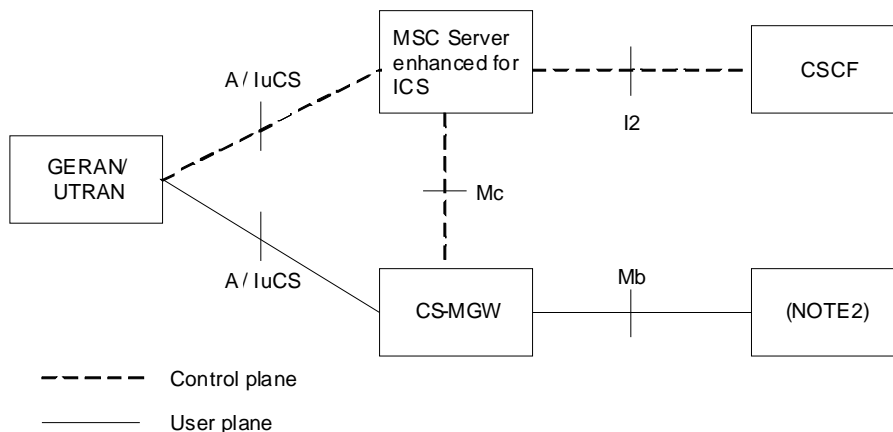 MSC Server
enhanced for
ICS
CSCF
A / IuCS
I2
GERAN/
UTRAN
Mc
A / IuCS
Mb
CS-MGW
(NOTE2)
Control plane
User plane